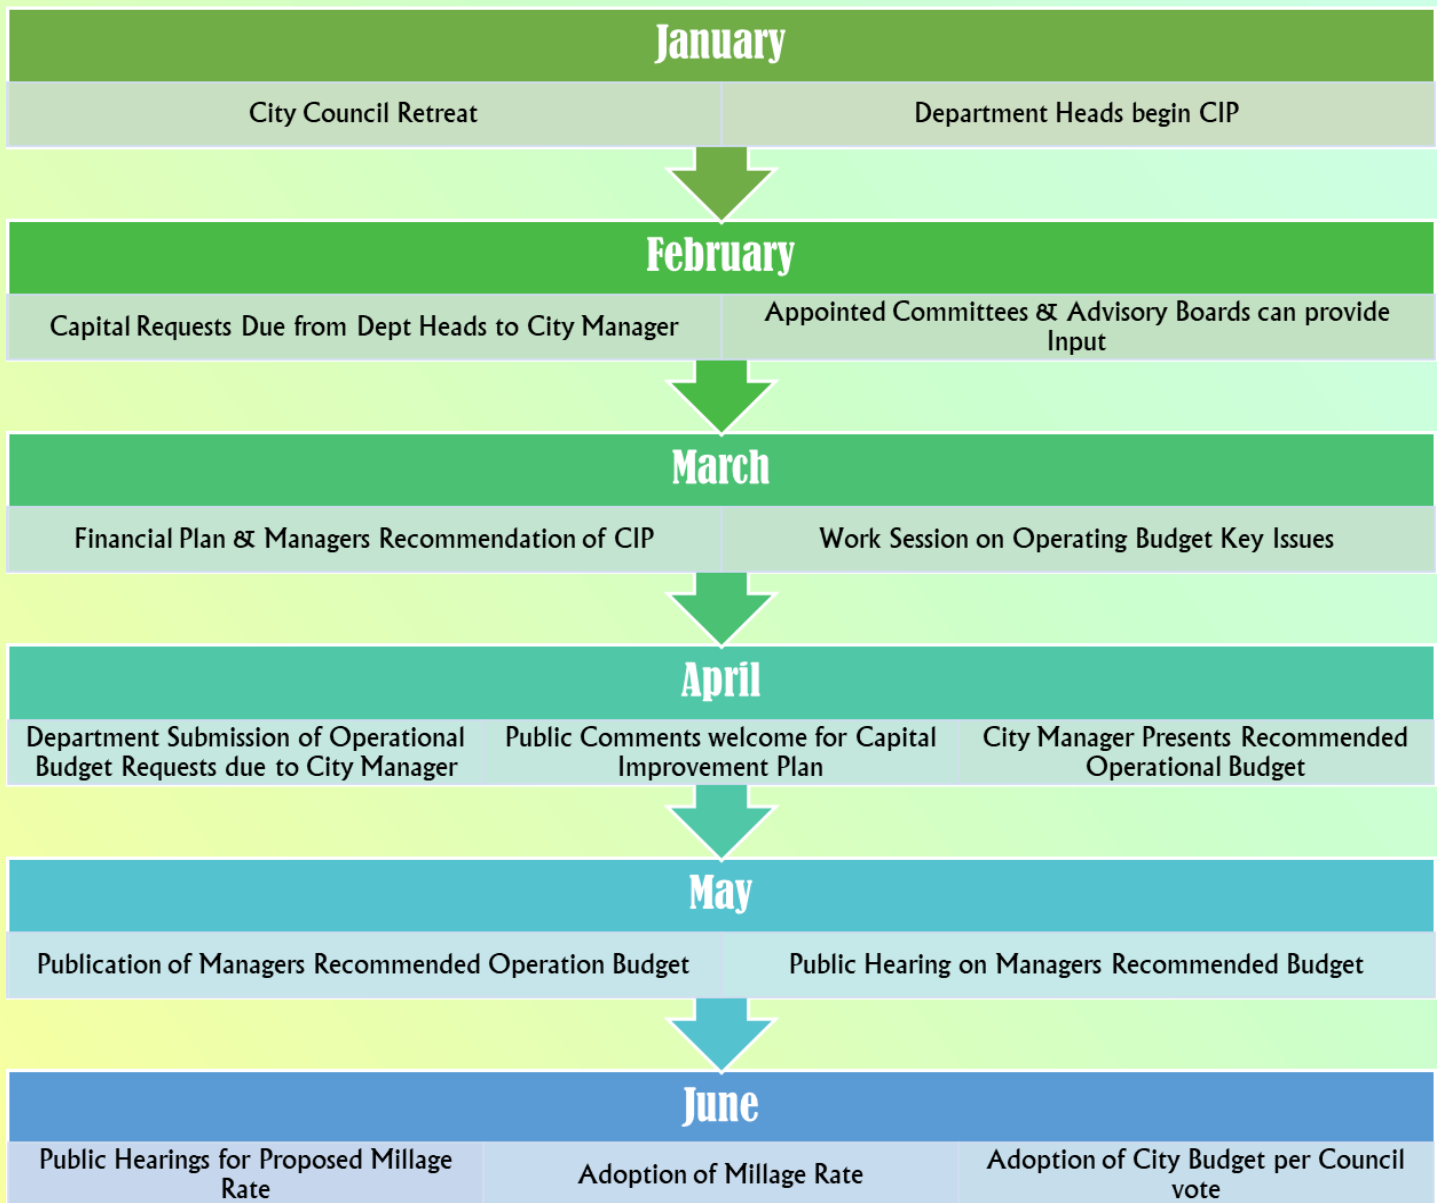 January
City Council Retreat
Department Heads begin CIP
February
Capital Requests Due from Dept Heads to City Manager
Appointed Committees & Advisory Boards can provide
Input
March
Financial Plan & Managers Recommendation of CIP
Work Session on Operating Budget Key Issues
April
Department Submission of Operational
Budget Requests due to City Manager
Public Comments welcome for Capital
Improvement Plan
City Manager Presents Recommended
Operational Budget
May
Publication of Managers Recommended Operation Budget
Public Hearing on Managers Recommended Budget
June
Public Hearings for Proposed Millage
Rate
Adoption of Millage Rate
Adoption of City Budget per Council
vote